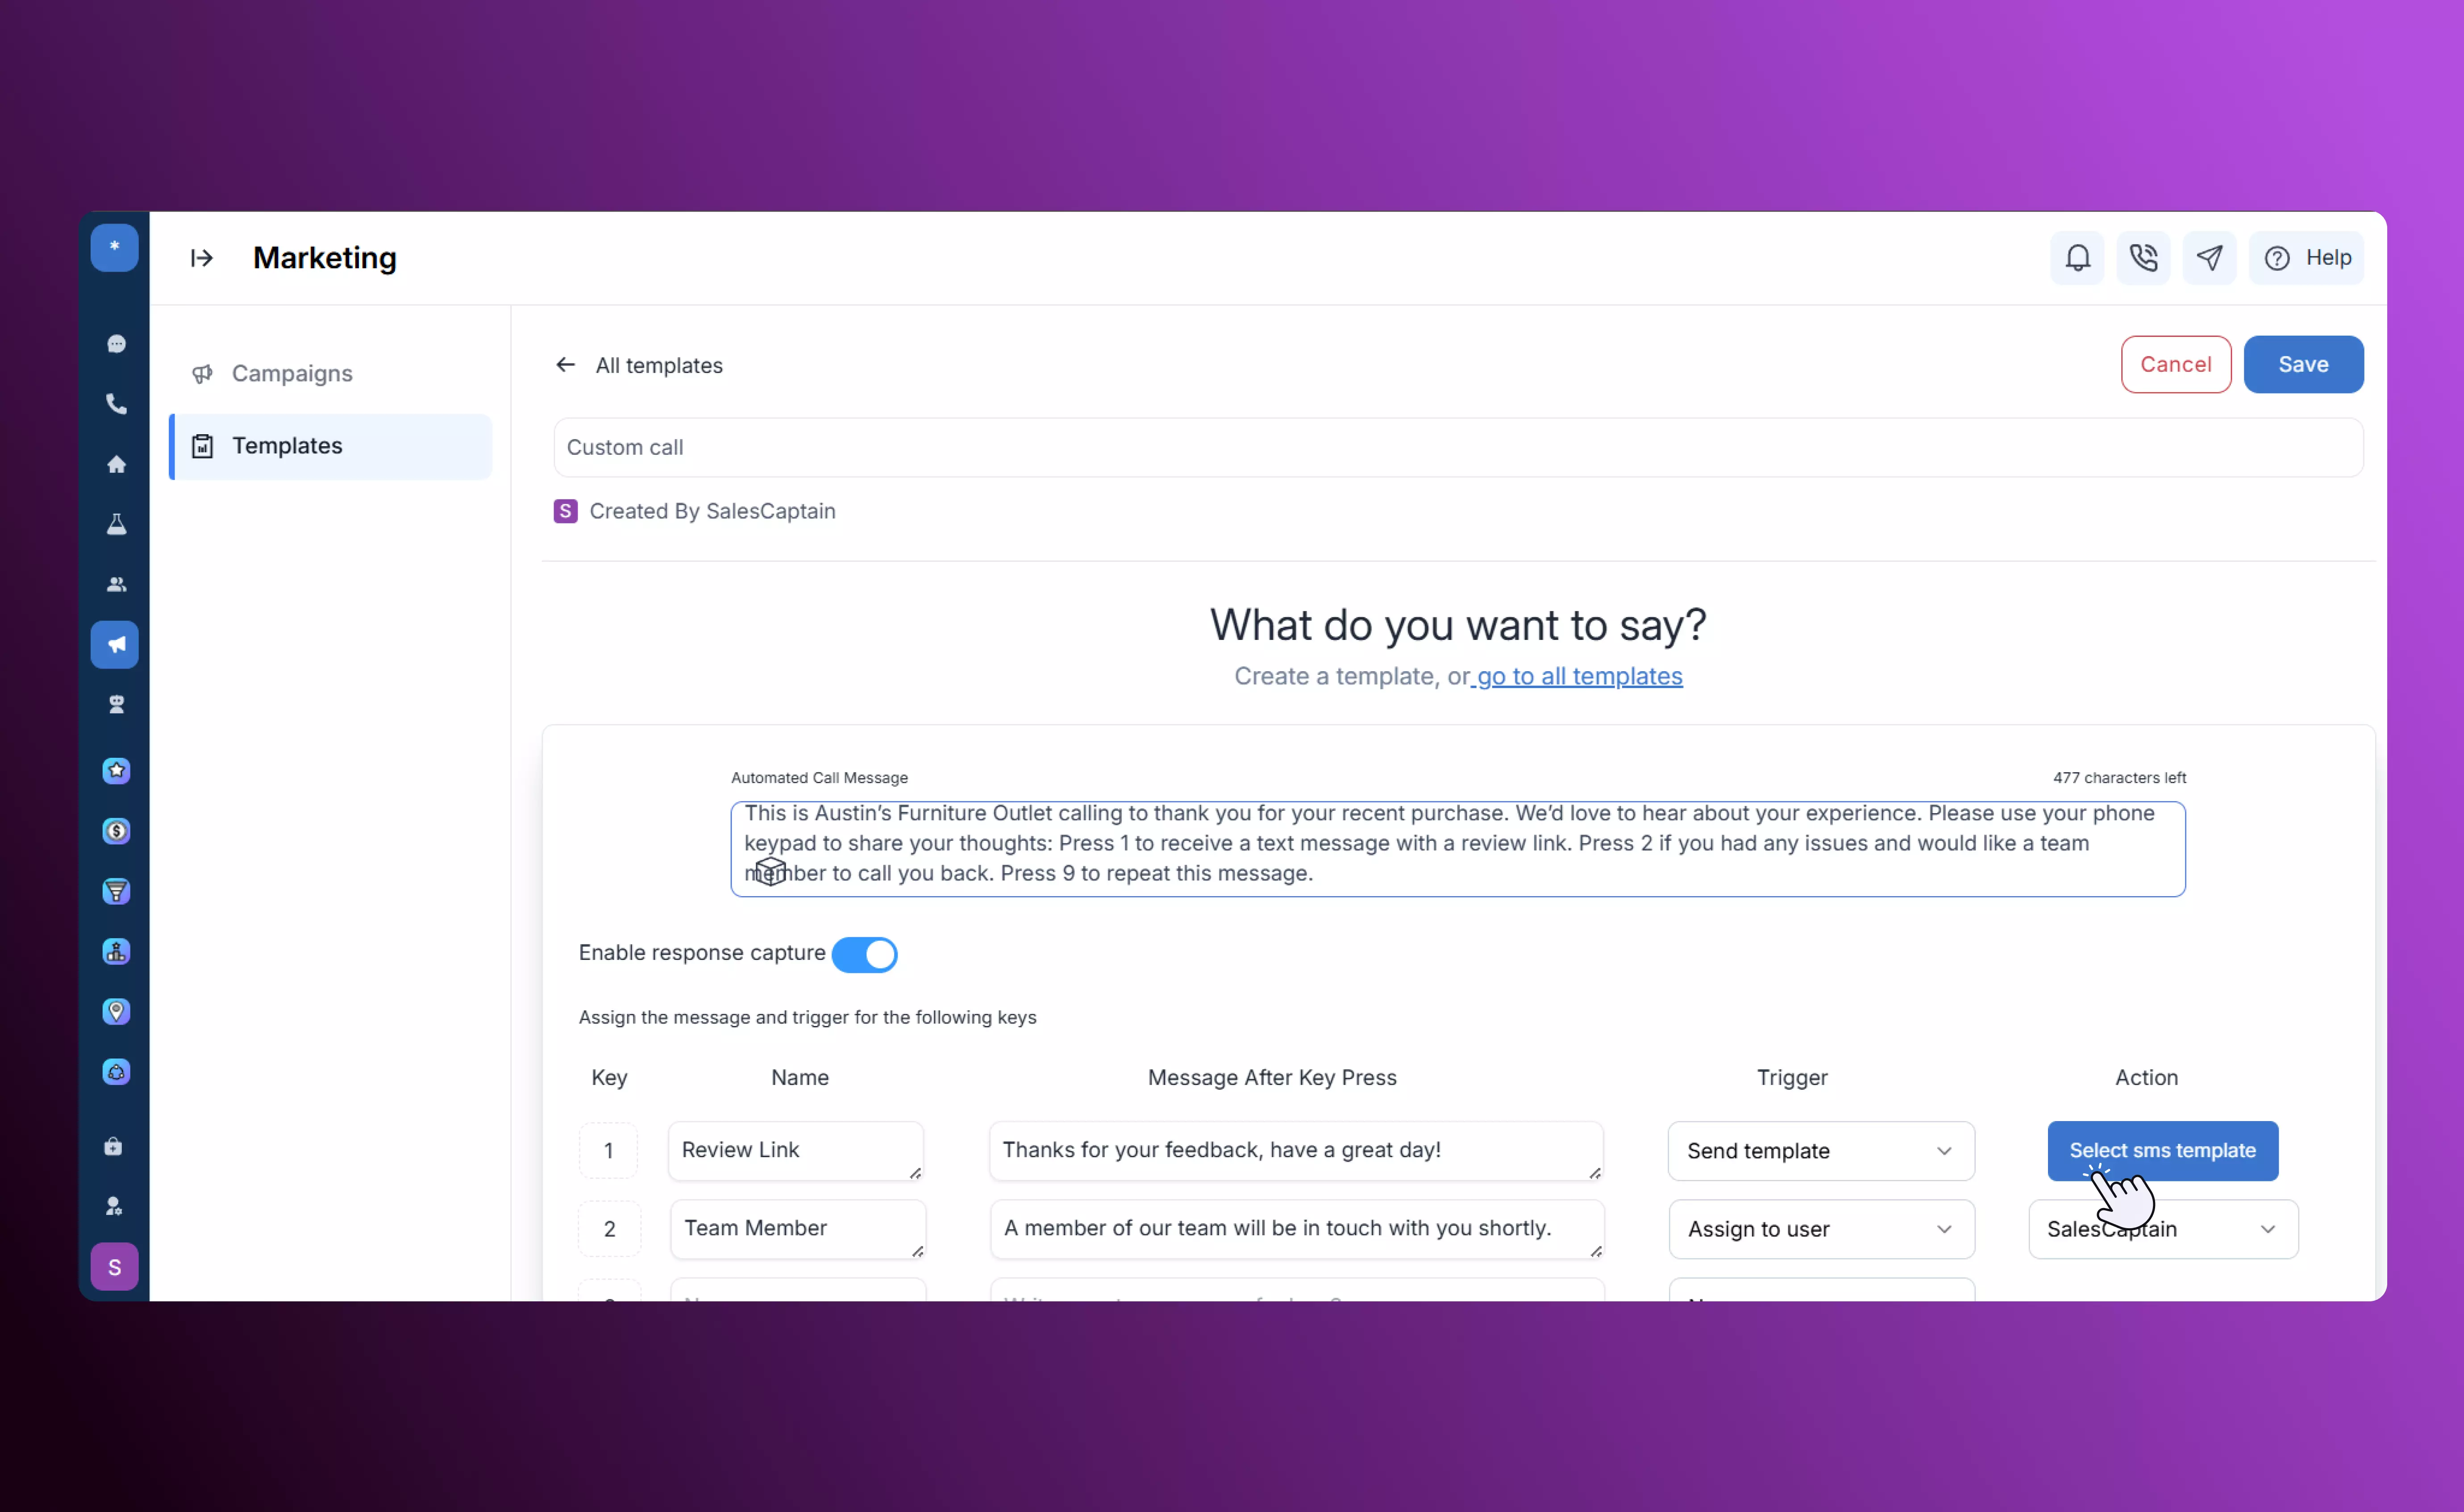 *
Marketing
Help
Campaigns
Templates
All templates
Cancel
Save
Custom call
S Created By SalesCaptain
What do you want to say?
Create a template, or go to all templates
Automated Call Message
477 characters left
This is Austin’s Furniture Outlet calling to thank you for your recent purchase. We’d love to hear about your experience. Please use your phone
keypad to share your thoughts: Press 1 to receive a text message with a review link. Press 2 if you had any issues and would like a team
member to call you back. Press 9 to repeat this message.
Enable response capture
Assign the message and trigger for the following keys
Key Name Message After Key Press Trigger Action
1 Review Link Thanks for your feedback, have a great day! Send template Select sms template
2 Team Member A member of our team will be in touch with you shortly. Assign to user SalesCaptain
S